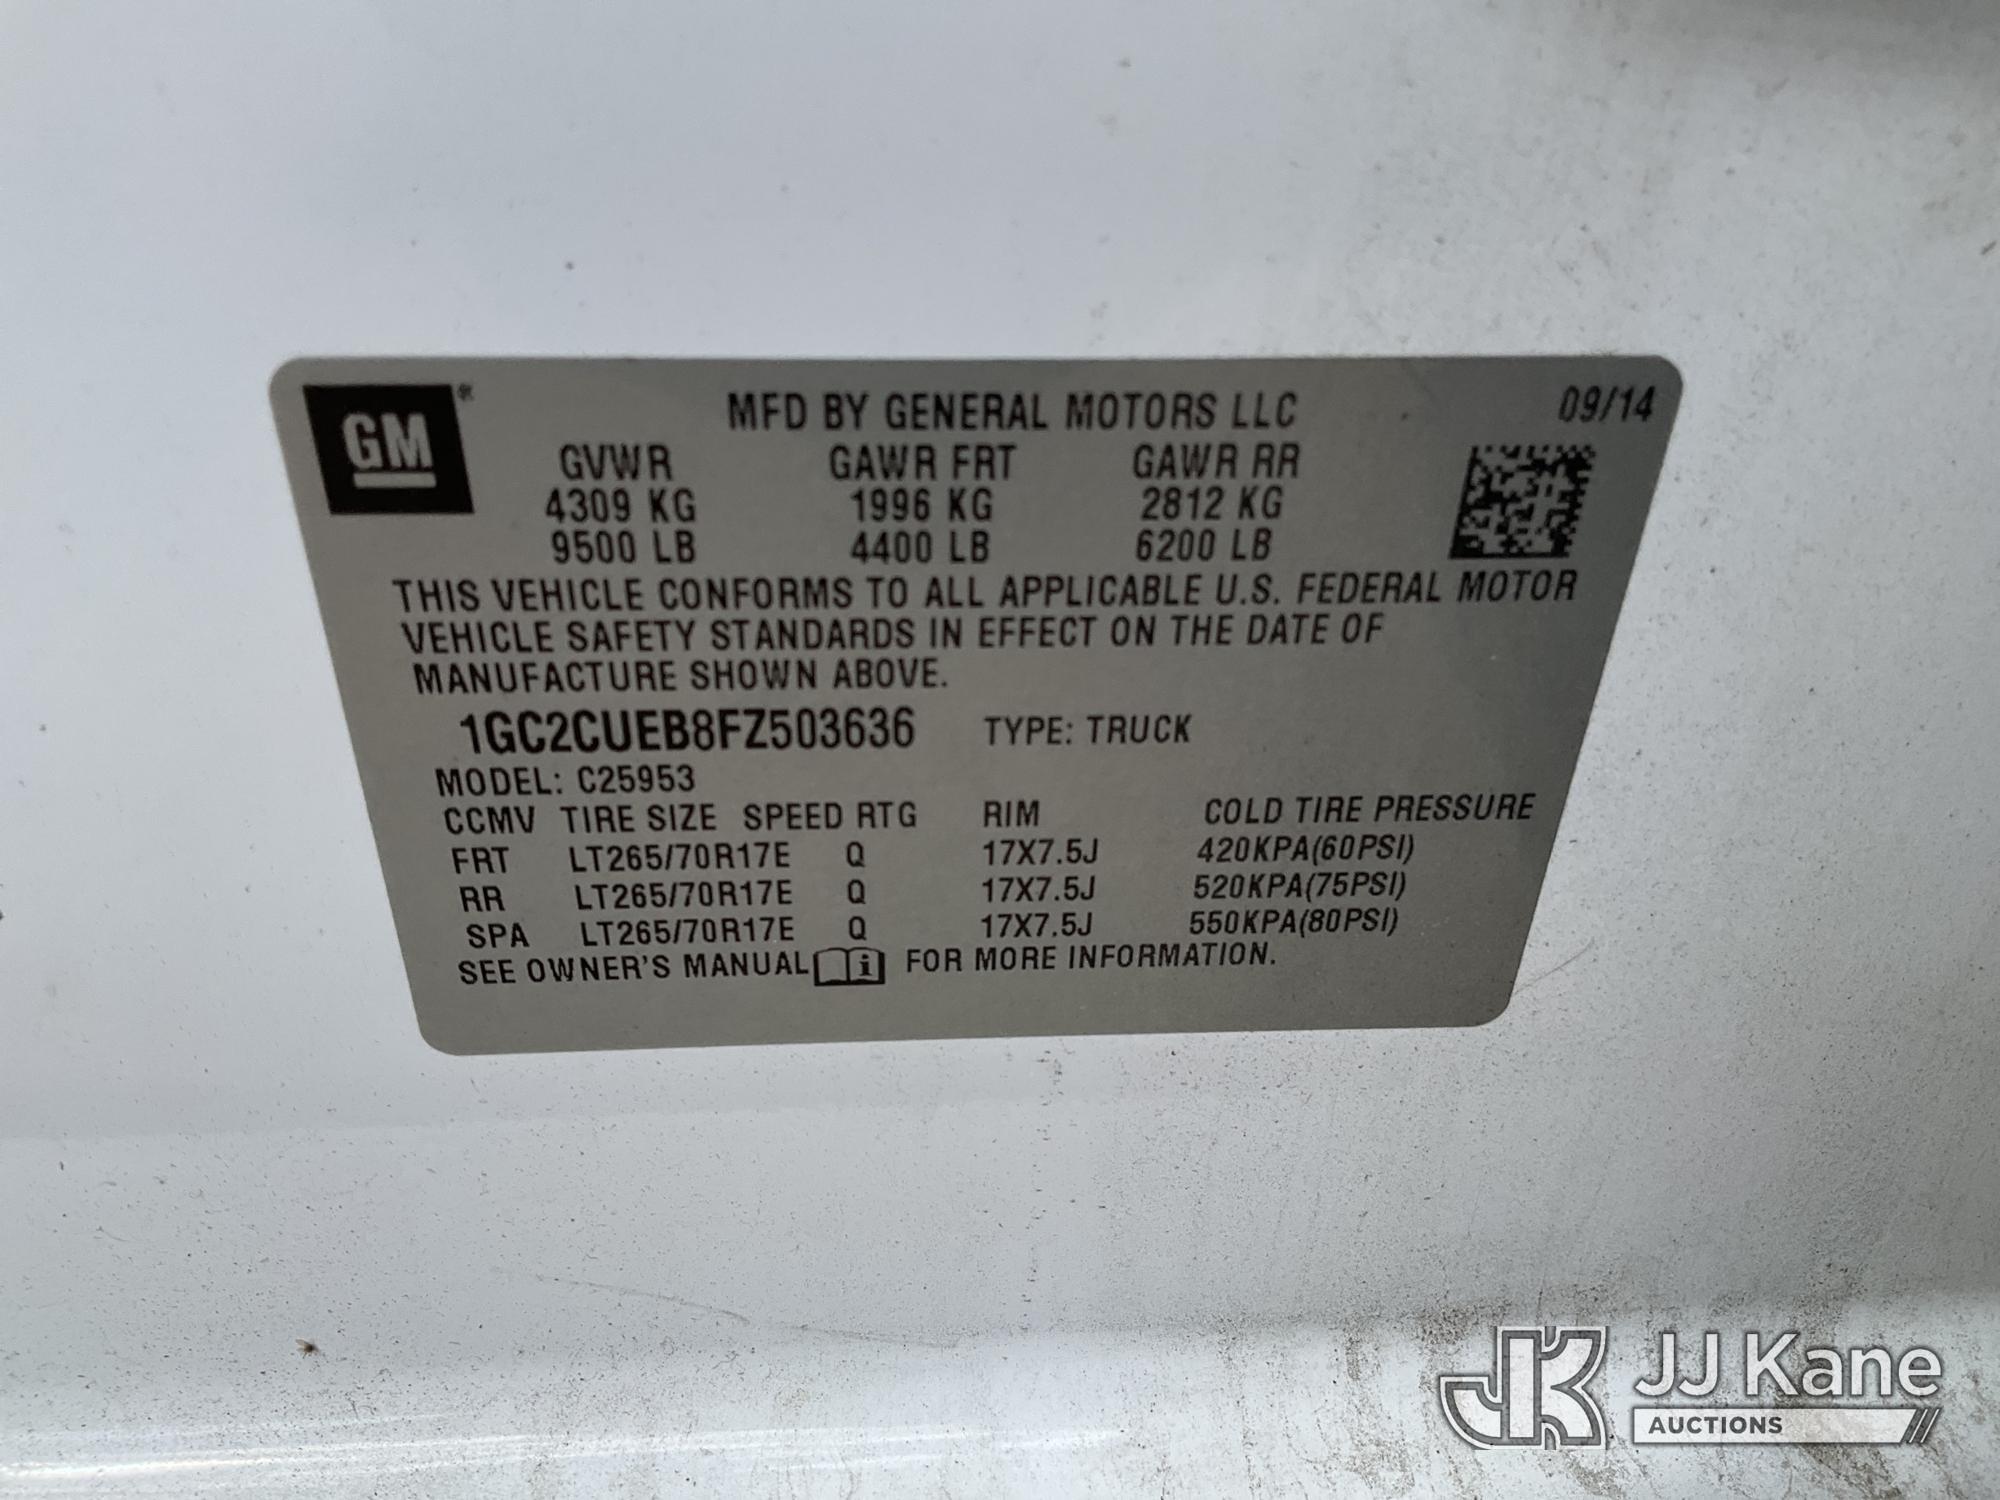 GM®
MFD BY GENERAL MOTORS LLC 09/14
GVWR GAWR FRT GAWR RR
4309 KG 1996 KG 2812 KG
9500 LB 4400 LB 6200 LB
THIS VEHICLE CONFORMS TO ALL APPLICABLE U.S. FEDERAL MOTOR
VEHICLE SAFETY STANDARDS IN EFFECT ON THE DATE OF
MANUFACTURE SHOWN ABOVE.
1GC2CUEB8FZ503636 TYPE: TRUCK
MODEL: C25953
CCMV TIRE SIZE SPEED RTG RIM COLD TIRE PRESSURE
FRT LT265/70R17E Q 17X7.5J 420KPA(60PSI)
RR LT265/70R17E Q 17X7.5J 520KPA(75PSI)
SPA LT265/70R17E Q 17X7.5J 550KPA(80PSI)
SEE OWNER'S MANUAL i FOR MORE INFORMATION.
JK JJ Kane
AUCTIONS